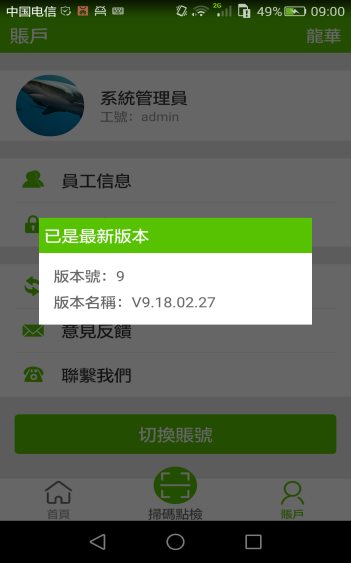 中国电信 2G 49% 09:00
賬戶 龍華
系統管理員
工號：admin
員工信息
已是最新版本
版本號：9
版本名稱：V9.18.02.27
意見反饋
聯繫我們
切換賬號
首頁 掃碼點檢 賬戶